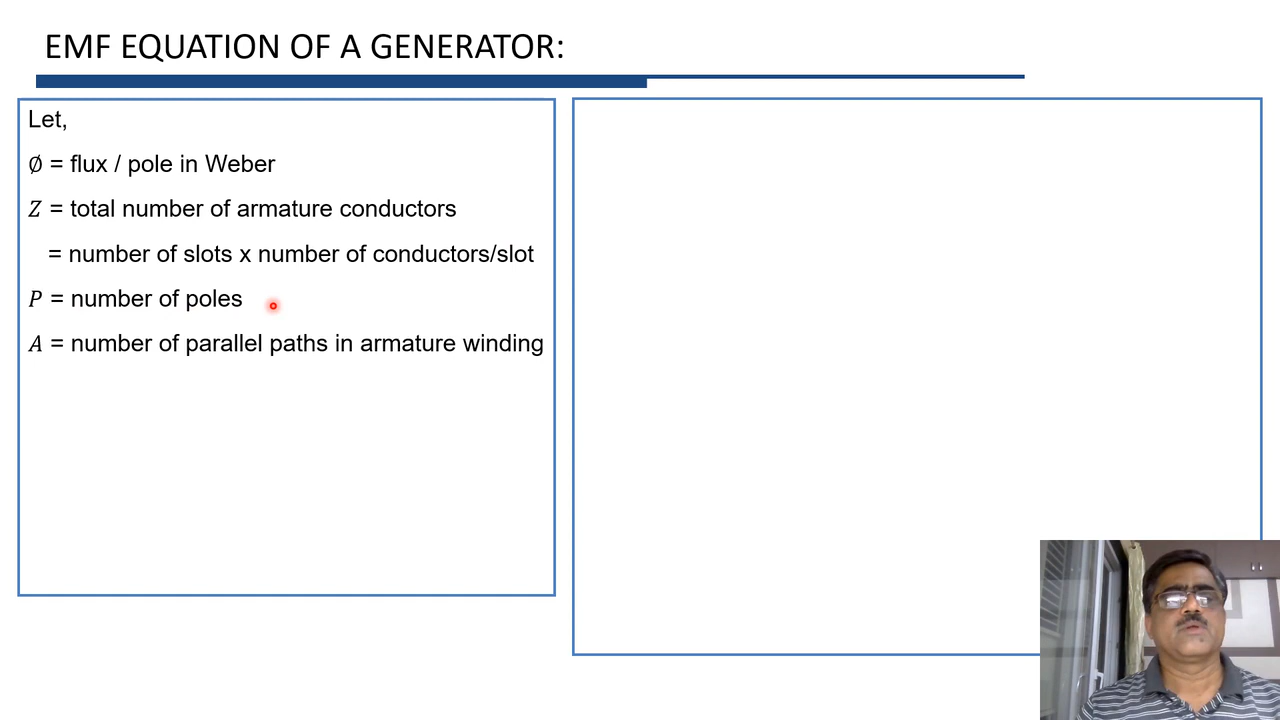 EMF EQUATION OF A GENERATOR:
Let,
∅ = flux / pole in Weber
Z = total number of armature conductors
= number of slots x number of conductors/slot
P = number of poles
A = number of parallel paths in armature winding